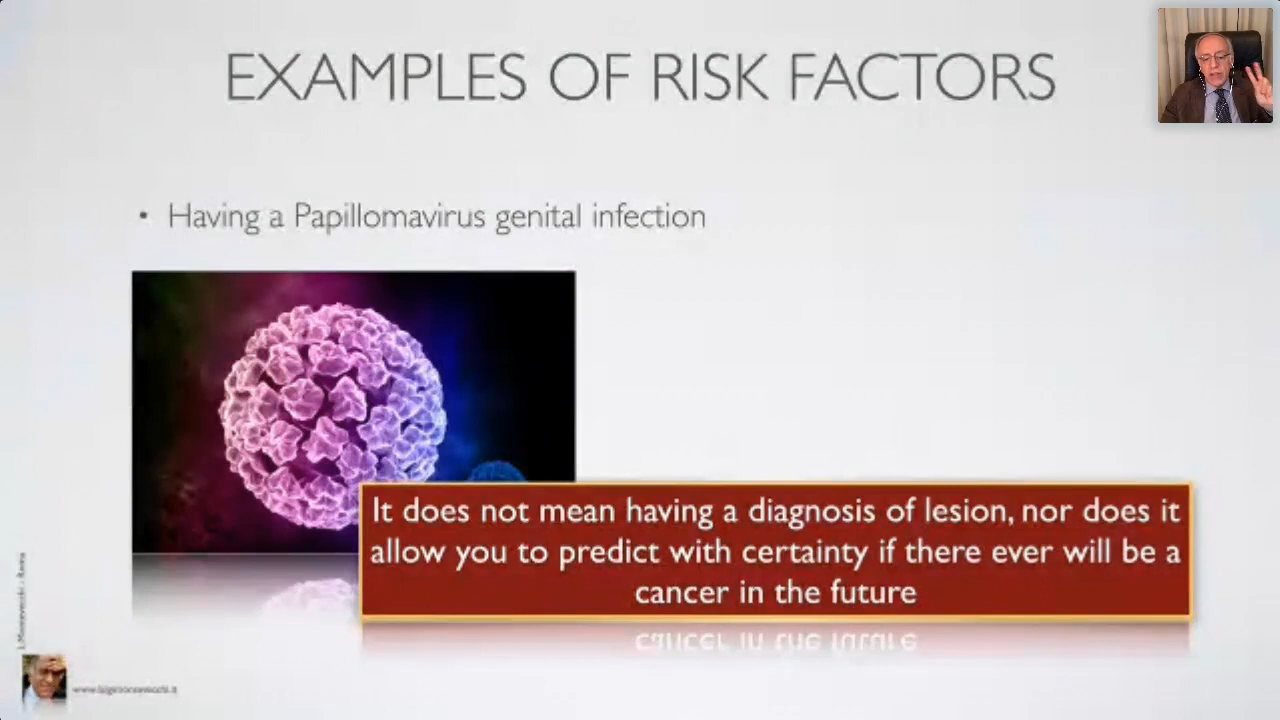 EXAMPLES OF RISK FACTORS
• Having a Papillomavirus genital infection
It does not mean having a diagnosis of lesion, nor does it
allow you to predict with certainty if there ever will be a
cancer in the future